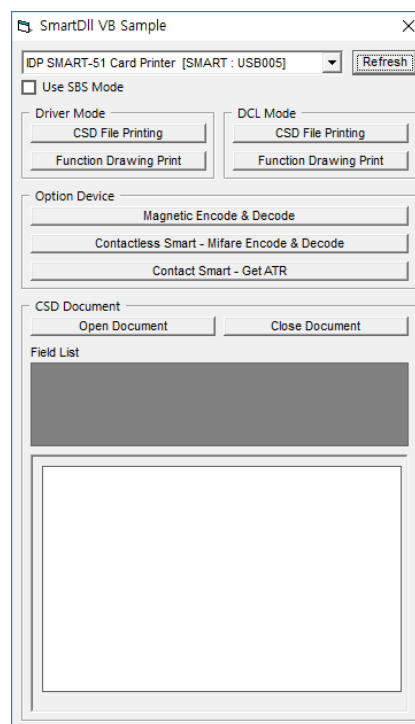 SmartDll VB Sample
IDP SMART-51 Card Printer [SMART : USB005]
Refresh
Use SBS Mode
Driver Mode
CSD File Printing
Function Drawing Print
DCL Mode
CSD File Printing
Function Drawing Print
Option Device
Magnetic Encode & Decode
Contactless Smart - Mifare Encode & Decode
Contact Smart - Get ATR
CSD Document
Open Document
Close Document
Field List